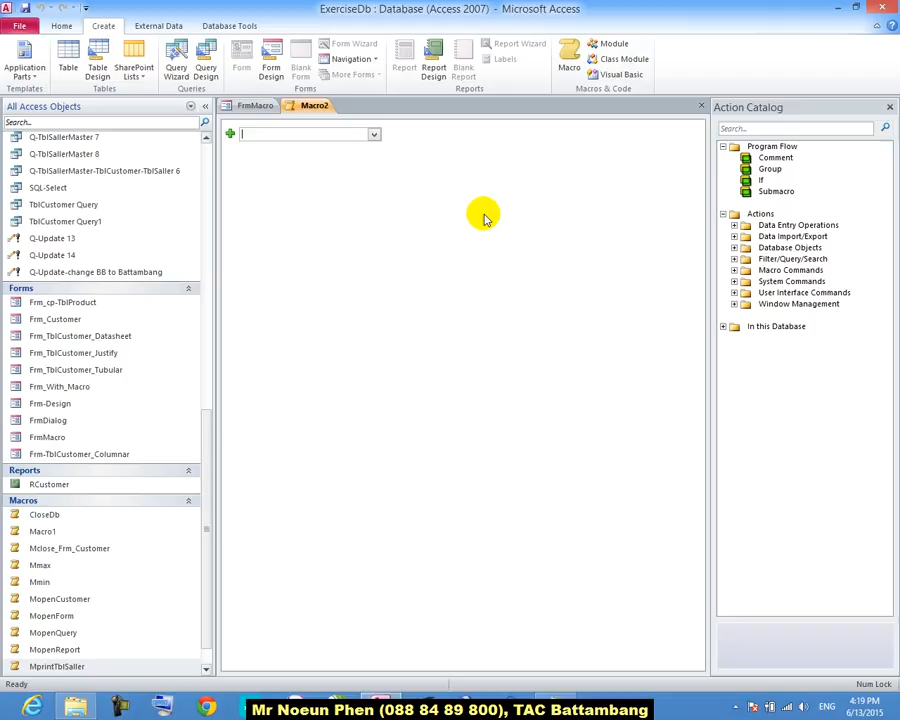 ExerciseDb : Database (Access 2007) - Microsoft Access
File
Home
Create
External Data
Database Tools
Application Parts
Templates
Table
Table Design
SharePoint Lists
Tables
Query Wizard
Query Design
Queries
Form
Form Design
Blank Form
Form Wizard
Navigation
More Forms
Forms
Report
Report Design
Blank Report
Report Wizard
Labels
Reports
Macro
Module
Class Module
Visual Basic
Macros & Code
All Access Objects
Search...
Q-TblSallerMaster 7
Q-TblSallerMaster 8
Q-TblSallerMaster-TblCustomer-TblSaller 6
SQL-Select
TblCustomer Query
TblCustomer Query1
Q-Update 13
Q-Update 14
Q-Update-change BB to Battambang
Forms
Frm_cp-TblProduct
Frm_Customer
Frm_TblCustomer_Datasheet
Frm_TblCustomer_Justify
Frm_TblCustomer_Tubular
Frm_With_Macro
Frm-Design
FrmDialog
FrmMacro
Frm-TblCustomer_Columnar
Reports
RCustomer
Macros
CloseDb
Macro1
Mclose_Frm_Customer
Mmax
Mmin
MopenCustomer
MopenForm
MopenQuery
MopenReport
MprintTblSaller
FrmMacro
Macro2
Action Catalog
Search...
Program Flow
Comment
Group
If
Submacro
Actions
Data Entry Operations
Data Import/Export
Database Objects
Filter/Query/Search
Macro Commands
System Commands
User Interface Commands
Window Management
In this Database
Ready
Num Lock
Mr Noeun Phen (088 84 89 800), TAC Battambang
ENG
4:19 PM
6/13/2015